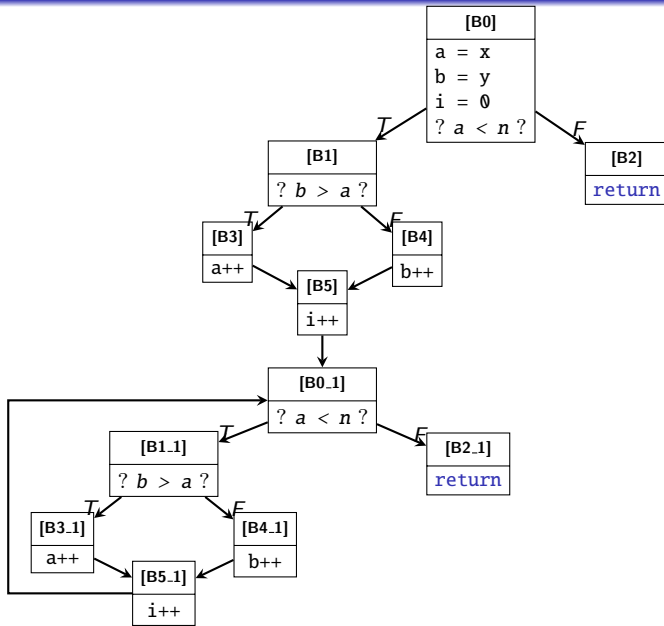 [B0]
a = x
b = y
i = 0
? a < n ?
T
F
[B1]
? b > a ?
[B2]
return
T
F
[B3]
a++
[B4]
b++
[B5]
i++
[B0_1]
? a < n ?
T
F
[B1_1]
? b > a ?
[B2_1]
return
T
F
[B3_1]
a++
[B4_1]
b++
[B5_1]
i++